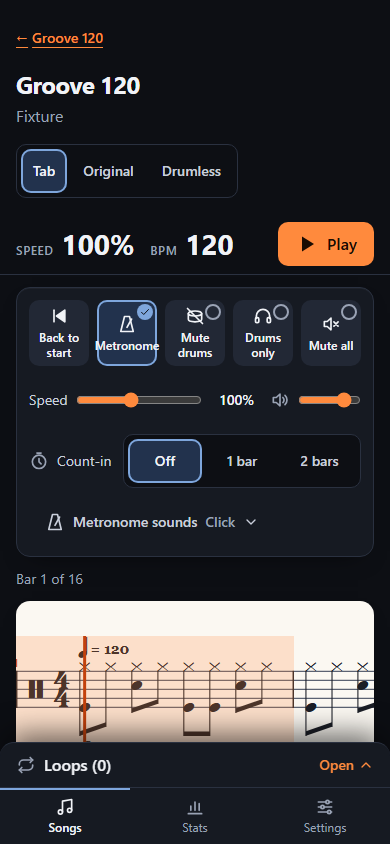 ← Groove 120
Groove 120
Fixture
Tab Original Drumless
SPEED 100% BPM 120 Play
Back to start
Metronome
Mute drums
Drums only
Mute all
Speed 100%
Count-in Off 1 bar 2 bars
Metronome sounds Click
Bar 1 of 16
= 120
4
4
Loops (0) Open
Songs Stats Settings